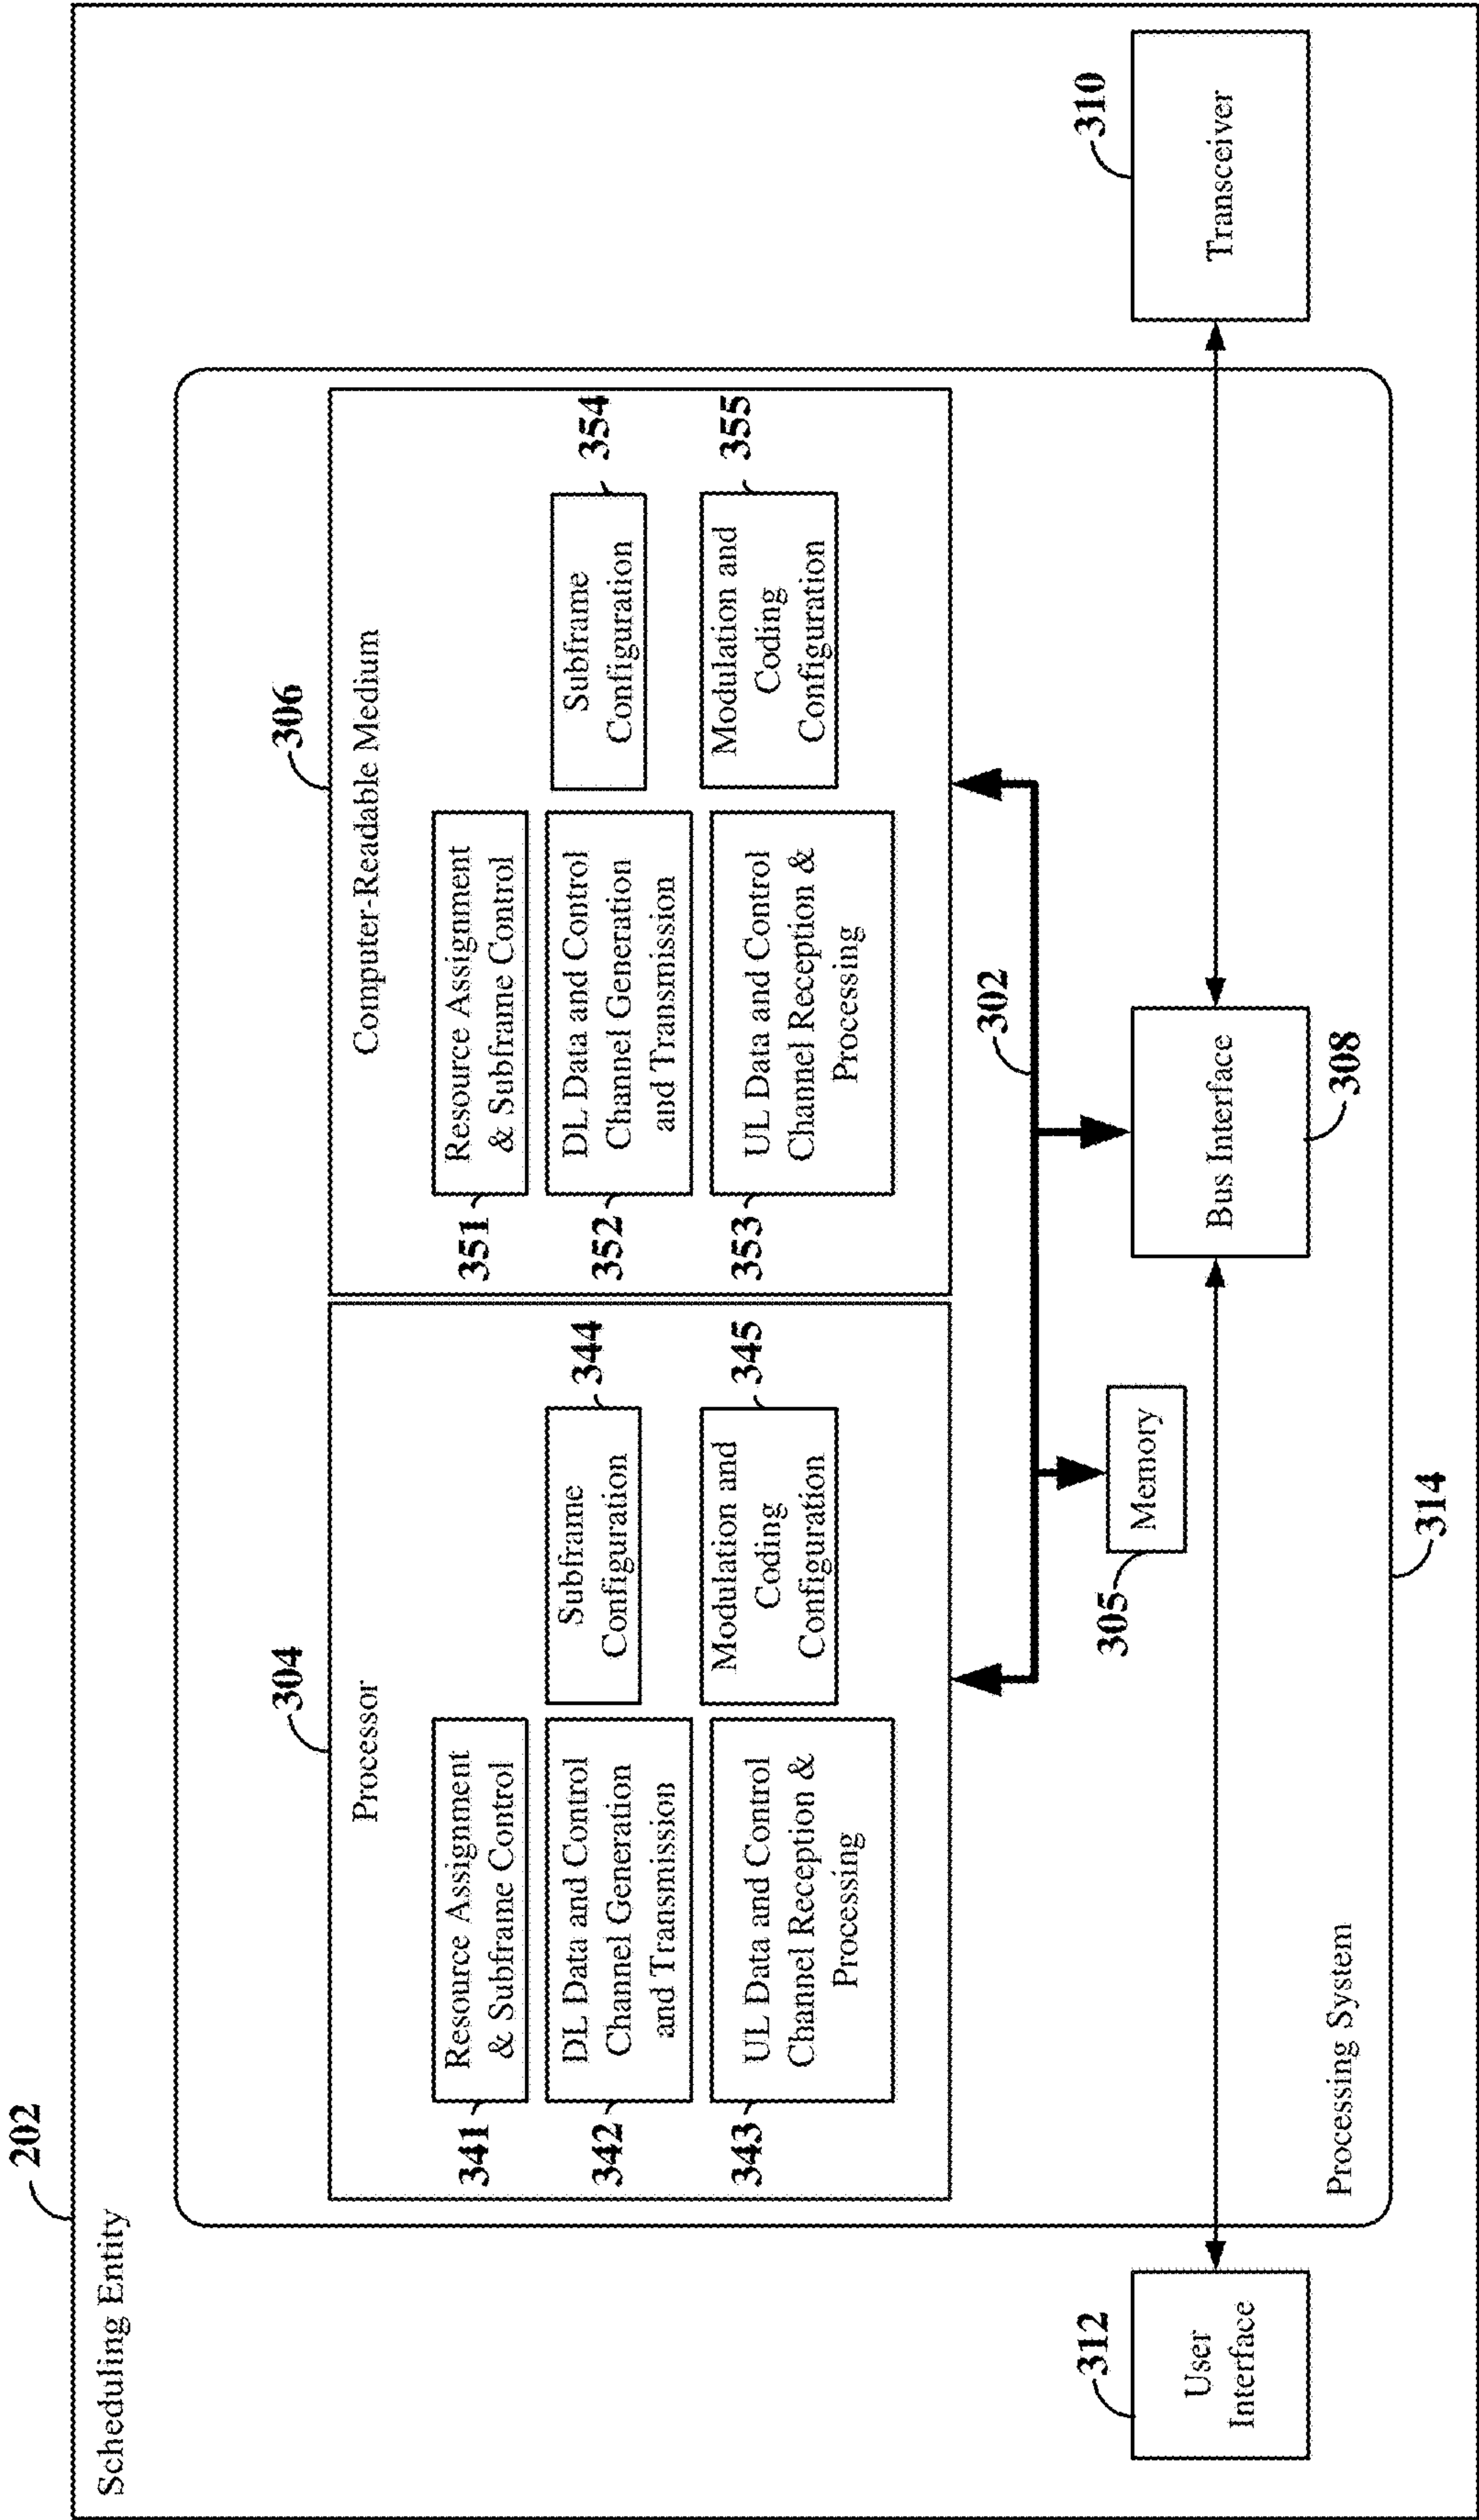 202
Scheduling Entity
304
Processor
341
Resource Assignment
& Subframe Control
342
DL Data and Control
Channel Generation
and Transmission
343
UL Data and Control
Channel Reception &
Processing
344
Subframe
Configuration
345
Modulation and
Coding
Configuration
306
Computer-Readable Medium
351
Resource Assignment
& Subframe Control
352
DL Data and Control
Channel Generation
and Transmission
353
UL Data and Control
Channel Reception &
Processing
354
Subframe
Configuration
355
Modulation and
Coding
Configuration
302
305
Memory
312
User
Interface
Bus Interface
308
310
Transceiver
Processing System
314